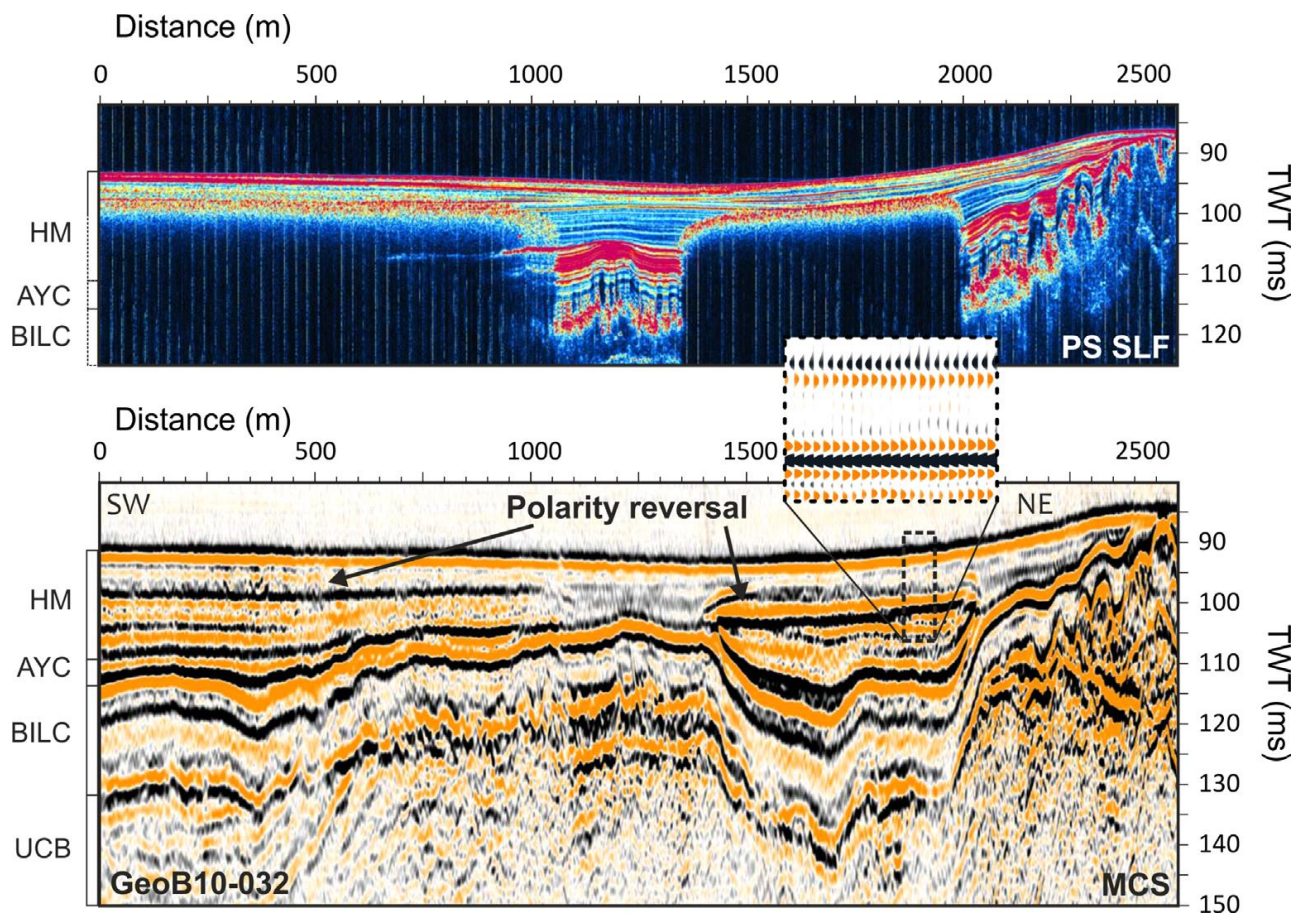 Distance (m)
0 500 1000 1500 2000 2500
90
100
110
120
TWT (ms)
HM
AYC
BILC
PS SLF
Distance (m)
0 500 1000 1500 2500
SW
Polarity reversal
NE
90
100
110
120
130
140
150
TWT (ms)
HM
AYC
BILC
UCB
GeoB10-032
MCS